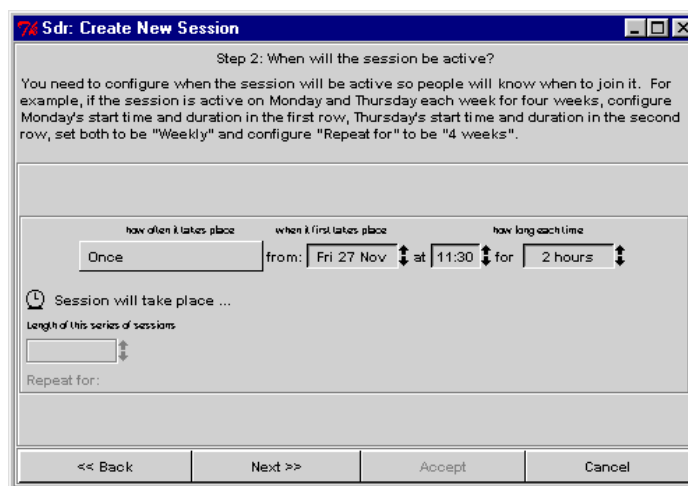 Sdr: Create New Session
Step 2: When will the session be active?
You need to configure when the session will be active so people will know when to join it. For
example, if the session is active on Monday and Thursday each week for four weeks, configure
Monday's start time and duration in the first row, Thursday's start time and duration in the second
row, set both to be "Weekly" and configure "Repeat for" to be "4 weeks".
how often it takes place when it first takes place how long each time
Once from: Fri 27 Nov at 11:30 for 2 hours
Session will take place ...
Length of this series of sessions
Repeat for:
<< Back Next >> Accept Cancel